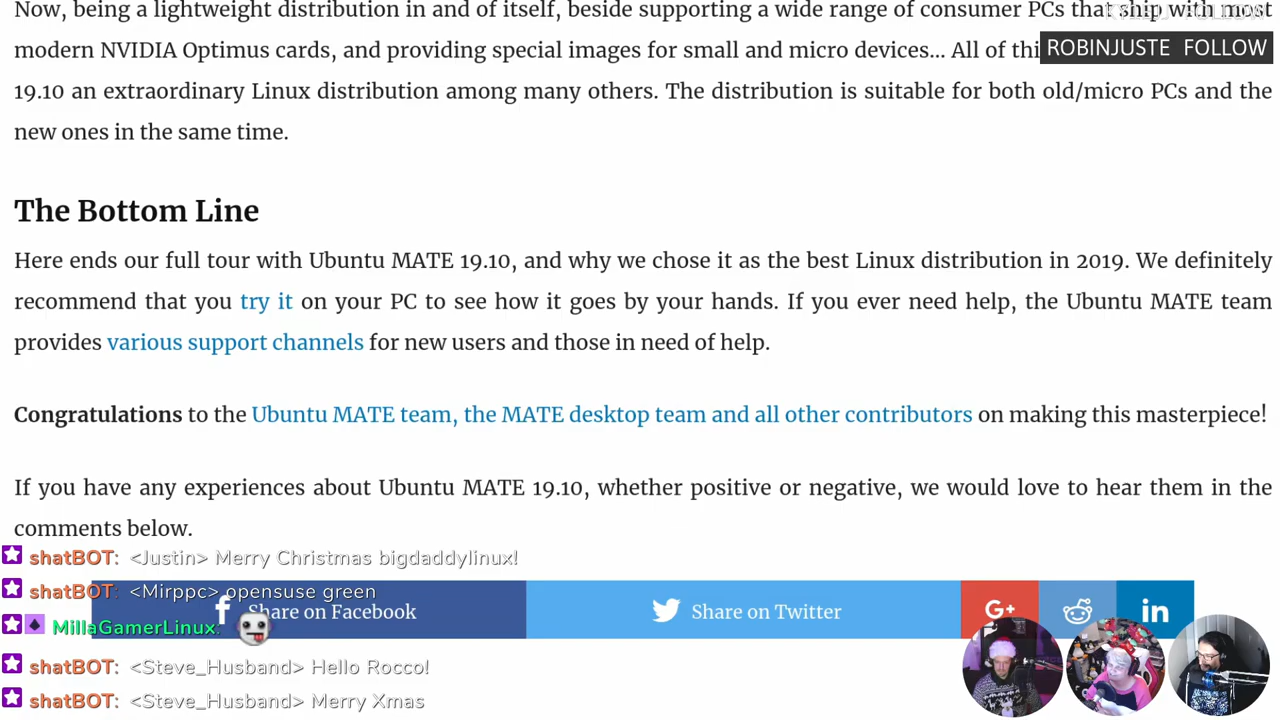 Now, being a lightweight distribution in and of itself, beside supporting a wide range of consumer PCs that ship with most
KYLEJJ FOLLOW
modern NVIDIA Optimus cards, and providing special images for small and micro devices… All of thi
ROBINJUSTE FOLLOW
19.10 an extraordinary Linux distribution among many others. The distribution is suitable for both old/micro PCs and the
new ones in the same time.
The Bottom Line
Here ends our full tour with Ubuntu MATE 19.10, and why we chose it as the best Linux distribution in 2019. We definitely
recommend that you try it on your PC to see how it goes by your hands. If you ever need help, the Ubuntu MATE team
provides various support channels for new users and those in need of help.
Congratulations to the Ubuntu MATE team, the MATE desktop team and all other contributors on making this masterpiece!
If you have any experiences about Ubuntu MATE 19.10, whether positive or negative, we would love to hear them in the
comments below.
shatBOT: <Justin> Merry Christmas bigdaddylinux!
shatBOT: <Mirppc> opensuse green
Share on Facebook
Share on Twitter
G+
in
MillaGamerLinux:
shatBOT: <Steve_Husband> Hello Rocco!
shatBOT: <Steve_Husband> Merry Xmas